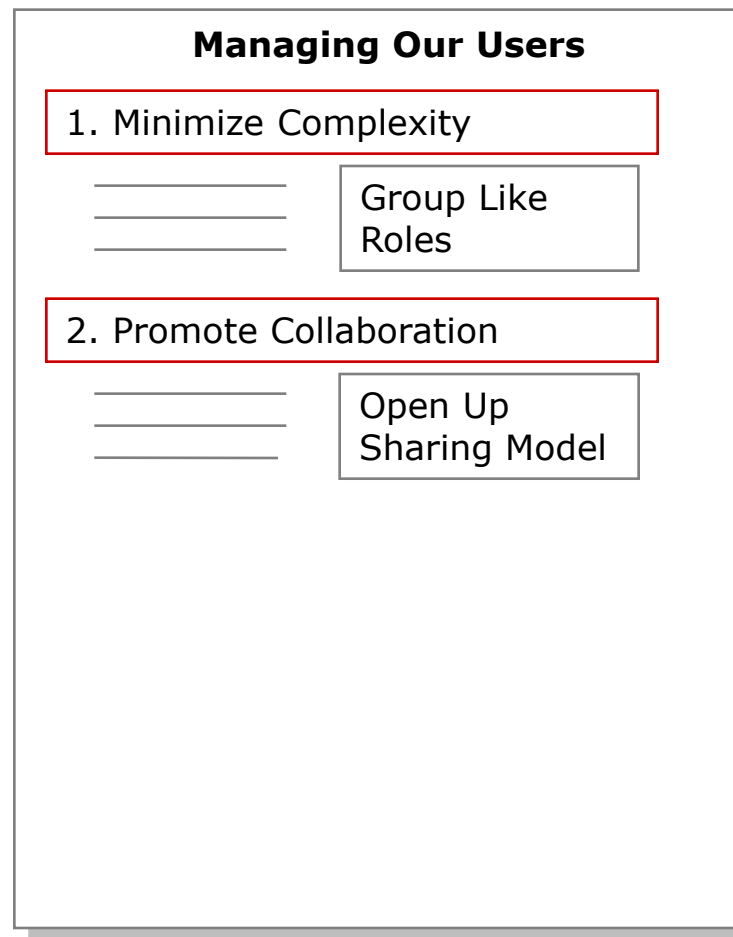 Managing Our Users
1. Minimize Complexity
Group Like
Roles
2. Promote Collaboration
Open Up
Sharing Model